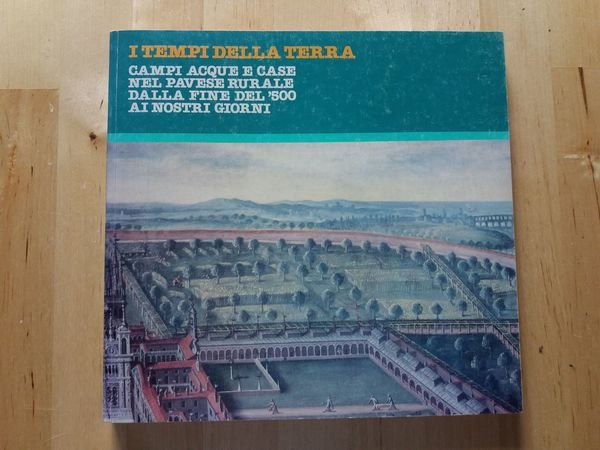 I TEMPI DELLA TERRA
CAMPI ACQUE E CASE
NEL PAVESE RURALE
DALLA FINE DEL '500
AI NOSTRI GIORNI